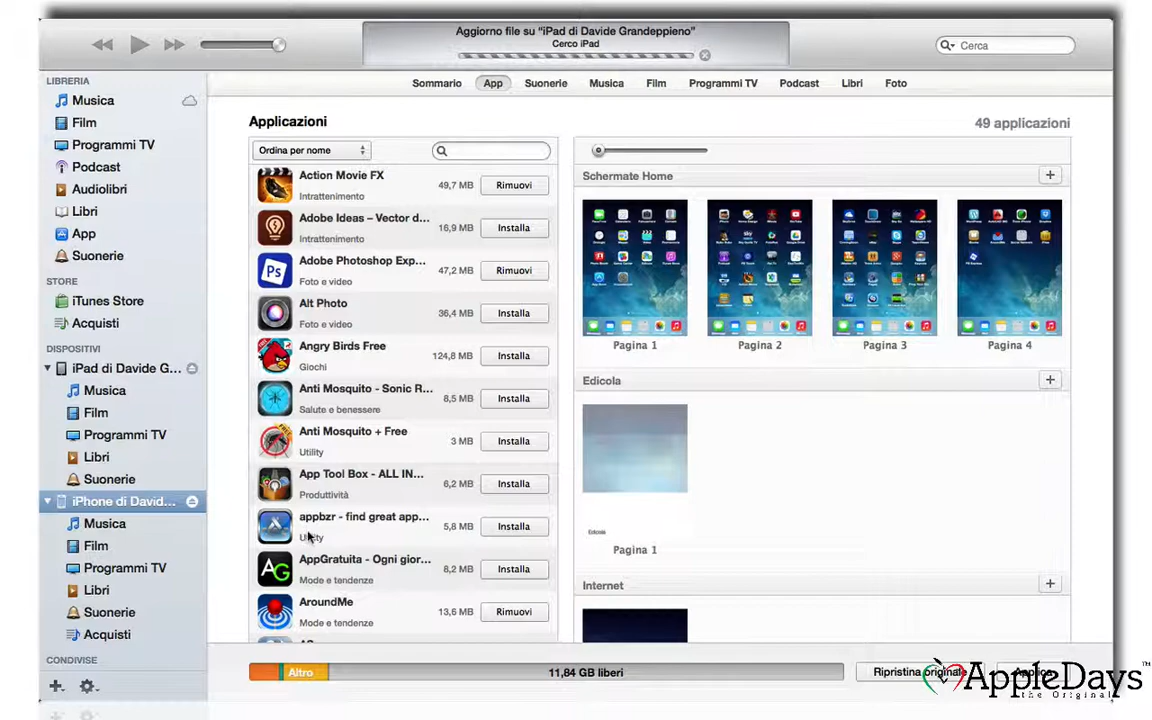 Aggiorno file su "iPad di Davide Grandeppieno"
Cerco iPad
Cerca
LIBRERIA
Musica
Film
Programmi TV
Podcast
Audiolibri
Libri
App
Suonerie
STORE
iTunes Store
Acquisti
DISPOSITIVI
iPad di Davide G...
Musica
Film
Programmi TV
Libri
Suonerie
iPhone di David...
Musica
Film
Programmi TV
Libri
Suonerie
Acquisti
CONDIVISE
Sommario App Suonerie Musica Film Programmi TV Podcast Libri Foto
Applicazioni
49 applicazioni
Ordina per nome
Action Movie FX
Intrattenimento
49,7 MB Rimuovi
Adobe Ideas – Vector d...
Intrattenimento
16,9 MB Installa
Adobe Photoshop Exp...
Foto e video
47,2 MB Rimuovi
Alt Photo
Foto e video
36,4 MB Installa
Angry Birds Free
Giochi
124,8 MB Installa
Anti Mosquito - Sonic R...
Salute e benessere
8,5 MB Installa
Anti Mosquito + Free
Utility
3 MB Installa
App Tool Box - ALL IN...
Produttività
6,2 MB Installa
appbzr - find great app...
Utility
5,8 MB Installa
AppGratuita - Ogni gior...
Mode e tendenze
8,2 MB Installa
AroundMe
Mode e tendenze
13,6 MB Rimuovi
Schermate Home
Pagina 1 Pagina 2 Pagina 3 Pagina 4
Edicola
Edicola
Pagina 1
Internet
Altro
11,84 GB liberi
Ripristina originale
Applica
AppleDays™
the Original